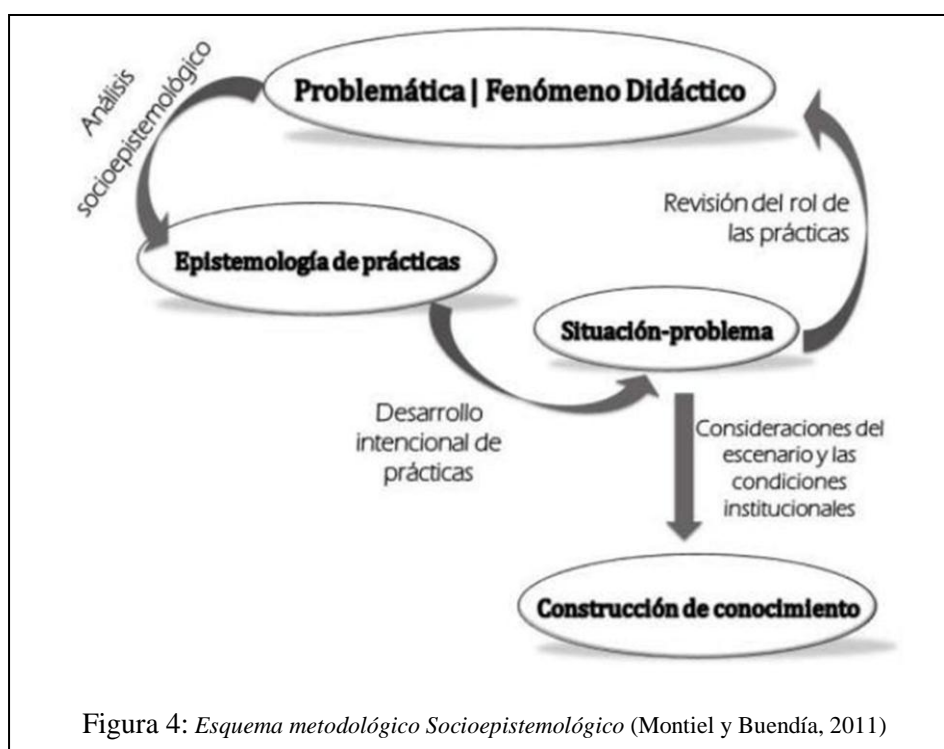 Análisis
socioepistemológico
Problemática | Fenómeno Didáctico
Revisión del rol de
las prácticas
Epistemología de prácticas
Situación-problema
Desarrollo
intencional de
prácticas
Consideraciones del
escenario y las
condiciones
institucionales
Construcción de conocimiento
Figura 4: Esquema metodológico Socioepistemológico (Montiel y Buendía, 2011)